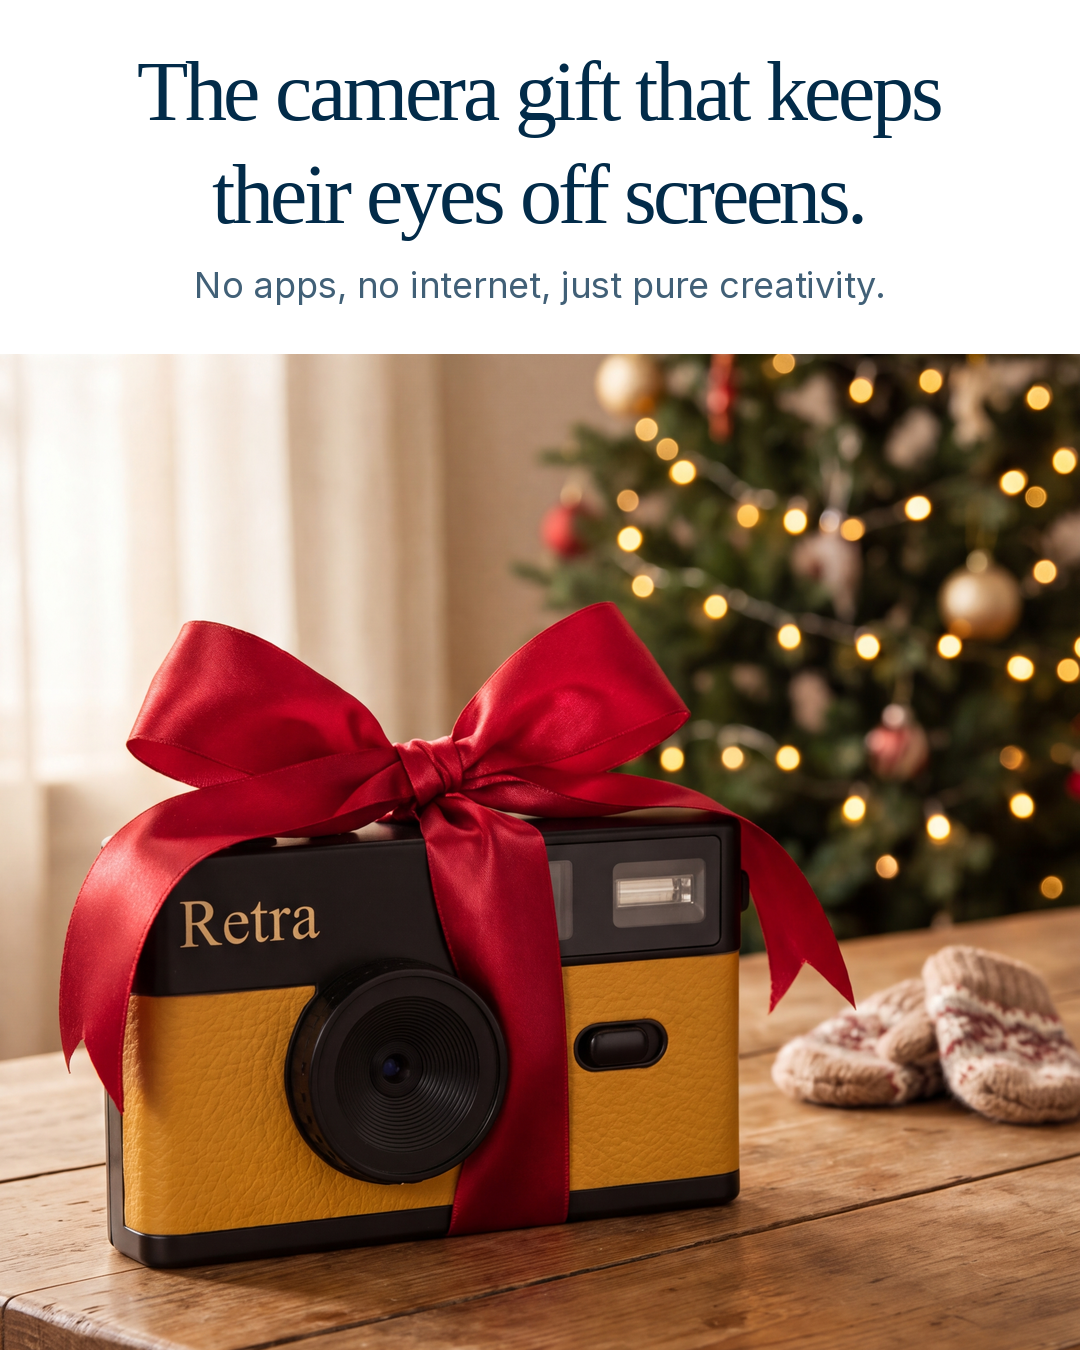 The camera gift that keeps
their eyes off screens.
No apps, no internet, just pure creativity.
Retra